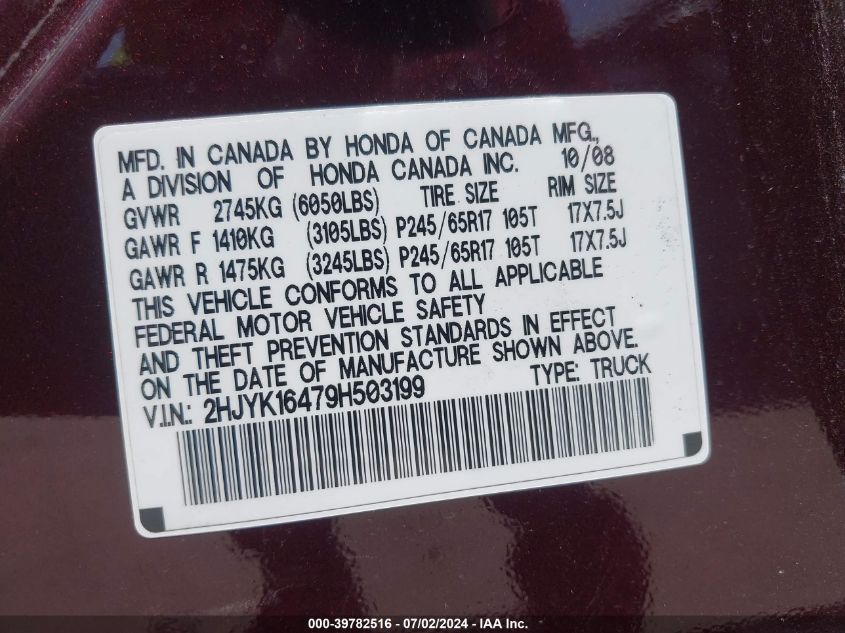 MFD. IN CANADA BY HONDA OF CANADA MFG.,
A DIVISION OF HONDA CANADA INC. 10/08
GVWR 2745KG (6050LBS) TIRE SIZE RIM SIZE
GAWR F 1410KG (3105LBS) P245/65R17 105T 17X7.5J
GAWR R 1475KG (3245LBS) P245/65R17 105T 17X7.5J
THIS VEHICLE CONFORMS TO ALL APPLICABLE
FEDERAL MOTOR VEHICLE SAFETY
AND THEFT PREVENTION STANDARDS IN EFFECT
ON THE DATE OF MANUFACTURE SHOWN ABOVE.
V.I.N.: 2HJYK16479H503199 TYPE: TRUCK
000-39782516 - 07/02/2024 - IAA Inc.